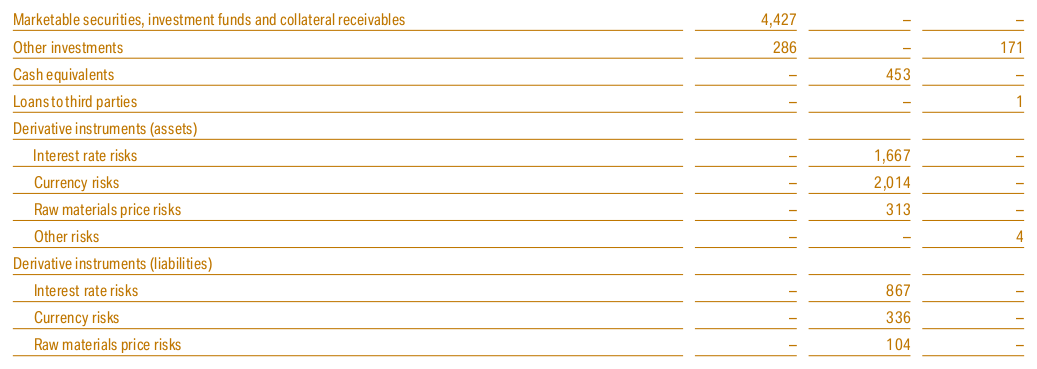 Marketable securities, investment funds and collateral receivables 4,427 – –
Other investments 286 – 171
Cash equivalents – 453 –
Loans to third parties – – 1
Derivative instruments (assets)
Interest rate risks – 1,667 –
Currency risks – 2,014 –
Raw materials price risks – 313 –
Other risks – – 4
Derivative instruments (liabilities)
Interest rate risks – 867 –
Currency risks – 336 –
Raw materials price risks – 104 –